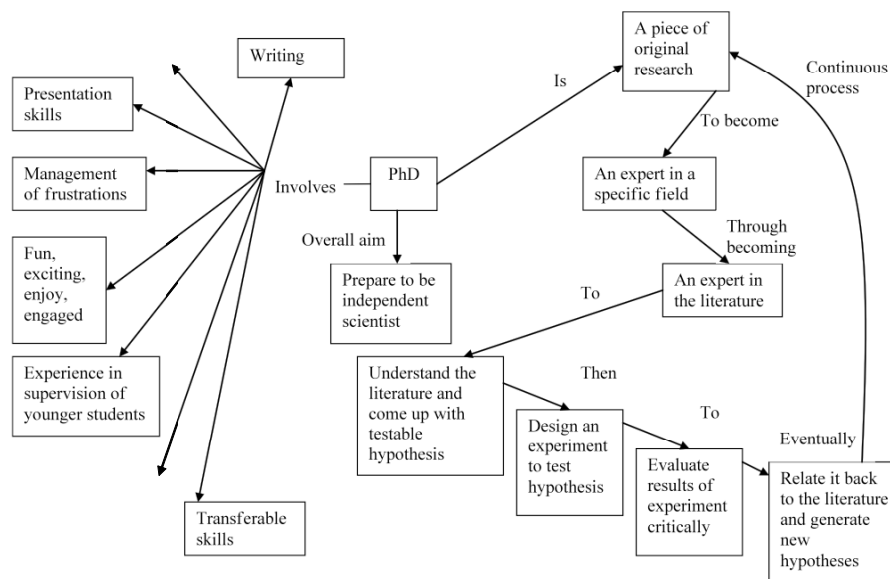 Writing
Presentation
skills
Management
of frustrations
Fun,
exciting,
enjoy,
engaged
Experience in
supervision of
younger students
Transferable
skills
Involves
PhD
Overall aim
Prepare to be
independent
scientist
Is
A piece of
original
research
To become
An expert in a
specific field
Through
becoming
An expert in
the literature
To
Understand the
literature and
come up with
testable
hypothesis
Then
Design an
experiment
to test
hypothesis
To
Evaluate
results of
experiment
critically
Eventually
Relate it back
to the literature
and generate
new
hypotheses
Continuous
process